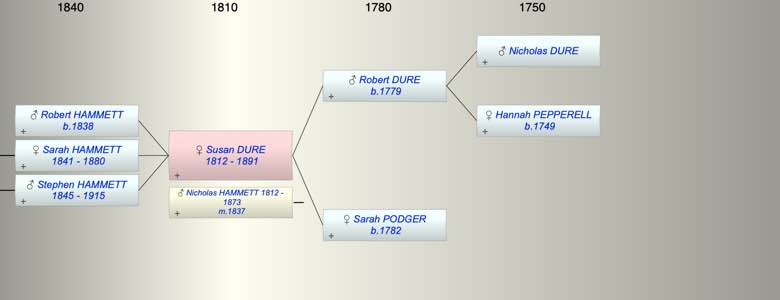 1840
1810
1780
1750
♂ Nicholas DURE
+
♂ Robert DURE
b.1779
+
♂ Robert HAMMETT
b.1838
+
♀ Hannah PEPPERELL
b.1749
+
♀ Sarah HAMMETT
1841 - 1880
+
♀ Susan DURE
1812 - 1891
+
♂ Stephen HAMMETT
1845 - 1915
+
♂ Nicholas HAMMETT 1812 -
1873
m.1837
+
♀ Sarah PODGER
b.1782
+